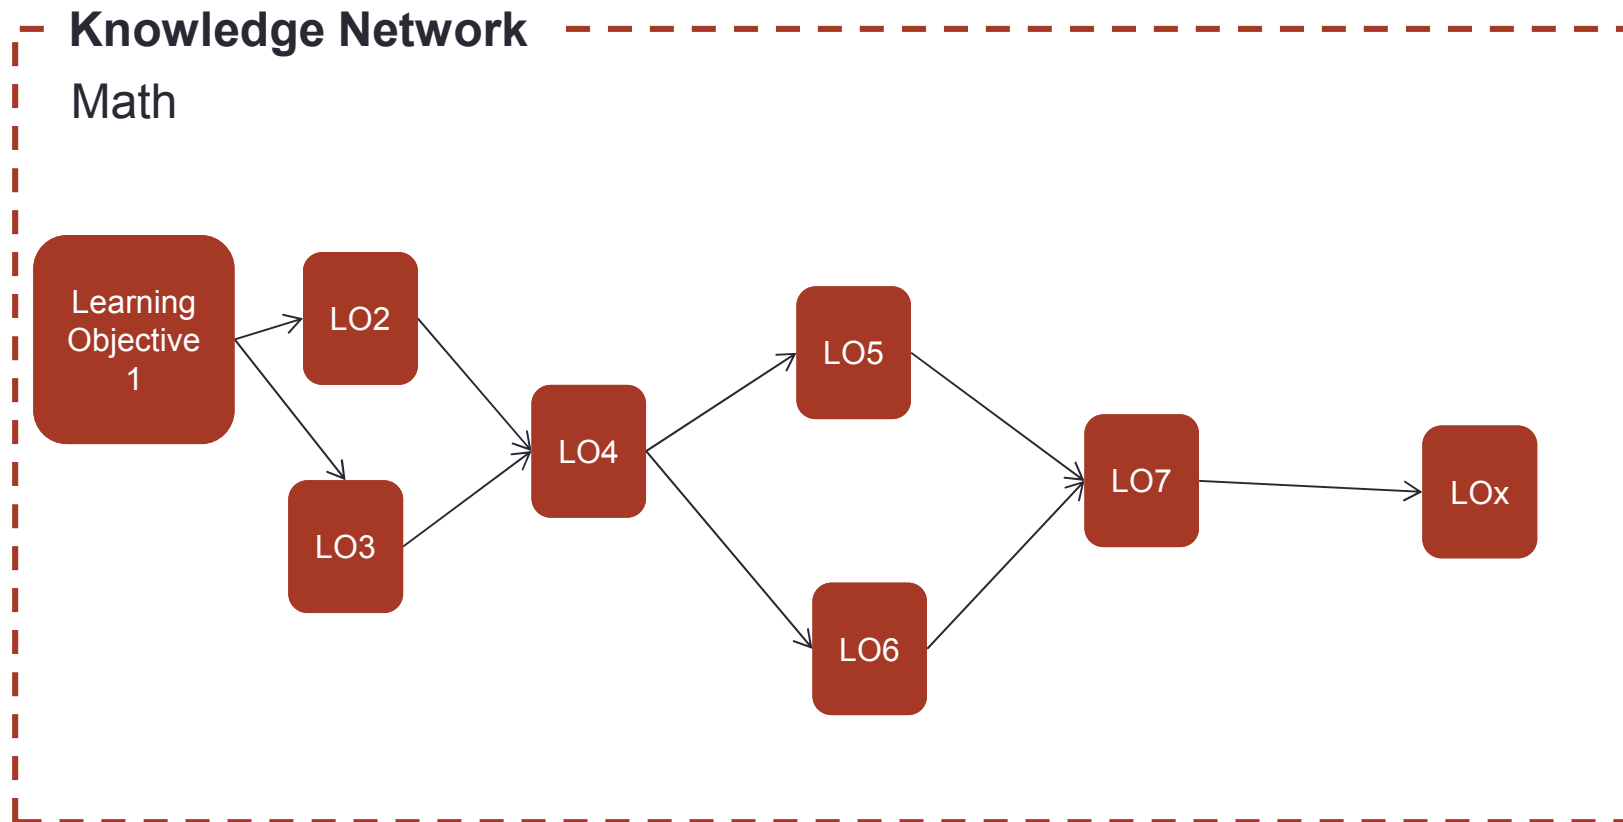 Knowledge Network
Math
Learning
Objective
1
LO2
LO3
LO4
LO5
LO6
LO7
LOx